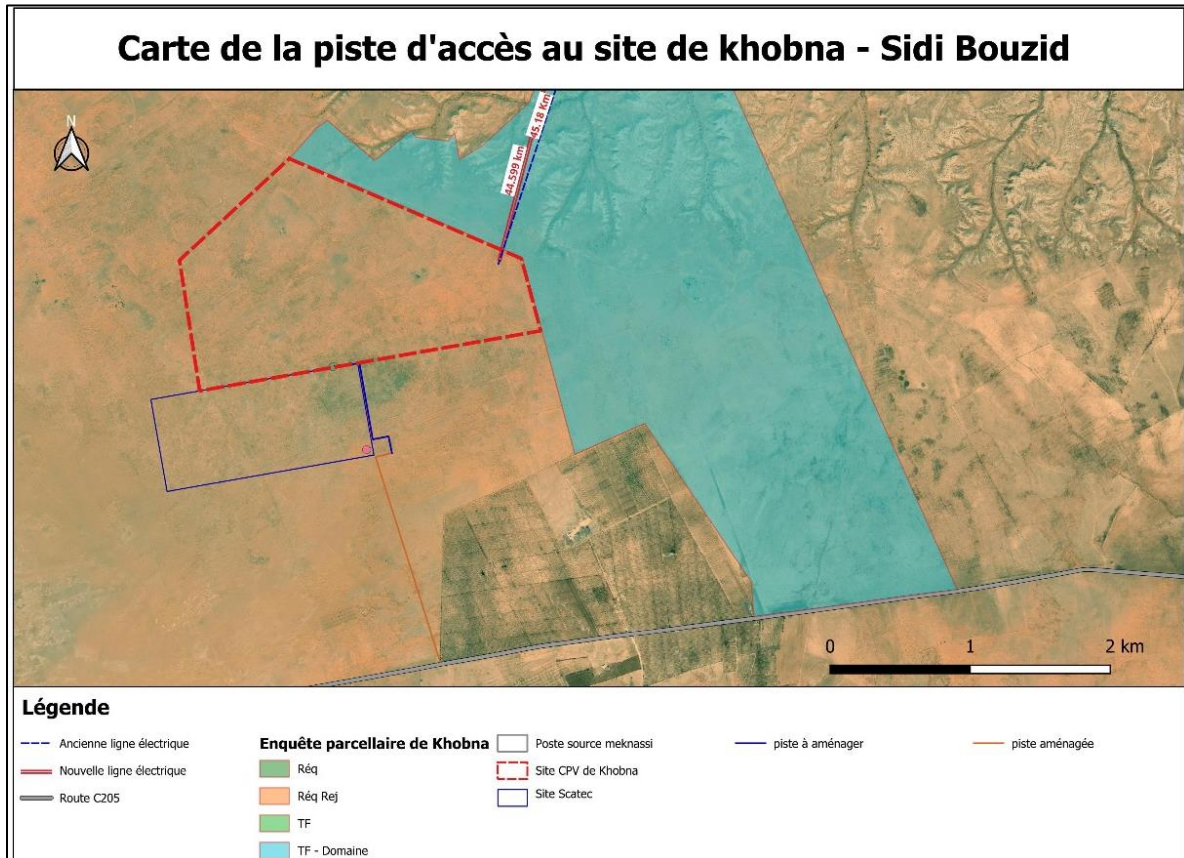 Carte de la piste d'accès au site de khobna - Sidi Bouzid
N
45.18 Km
44.599 km
0 1 2 km
Légende
Ancienne ligne électrique
Nouvelle ligne électrique
Route C205
Enquête parcellaire de Khobna
Réq
Réq Rej
TF
TF - Domaine
Poste source meknassi
Site CPV de Khobna
Site Scatec
piste à aménager
piste aménagée